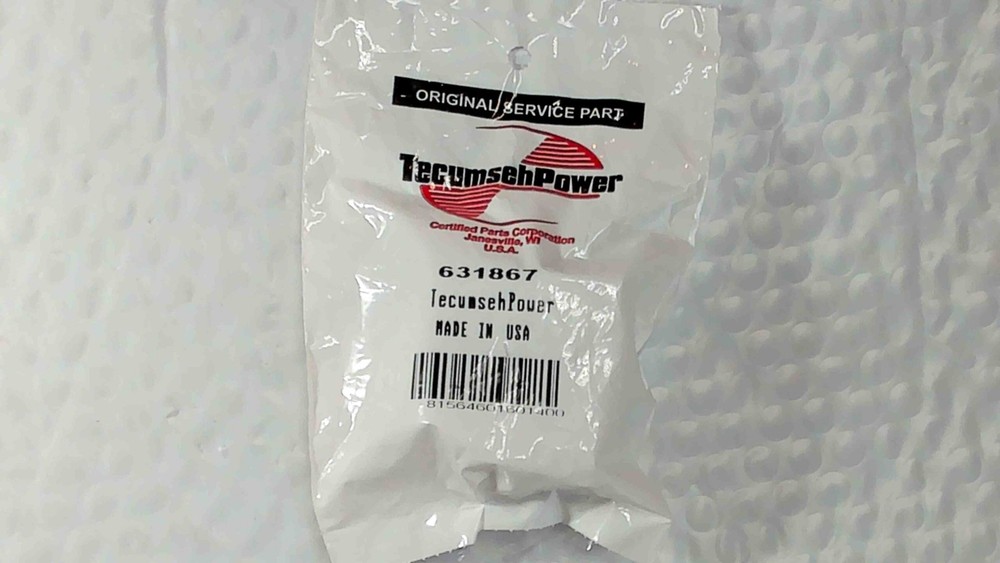 ORIGINAL SERVICE PART
TecumsehPower
Certified Parts Corporation
Janesville, WI
U.S.A.
631867
TecumsehPower
MADE IN USA